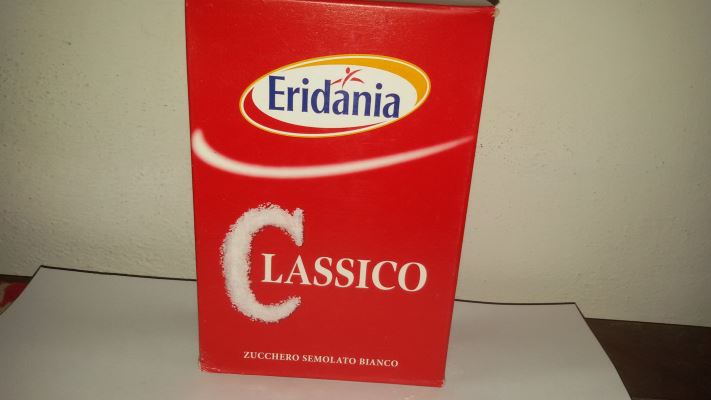 Eridania
CLASSICO
ZUCCHERO SEMOLATO BIANCO